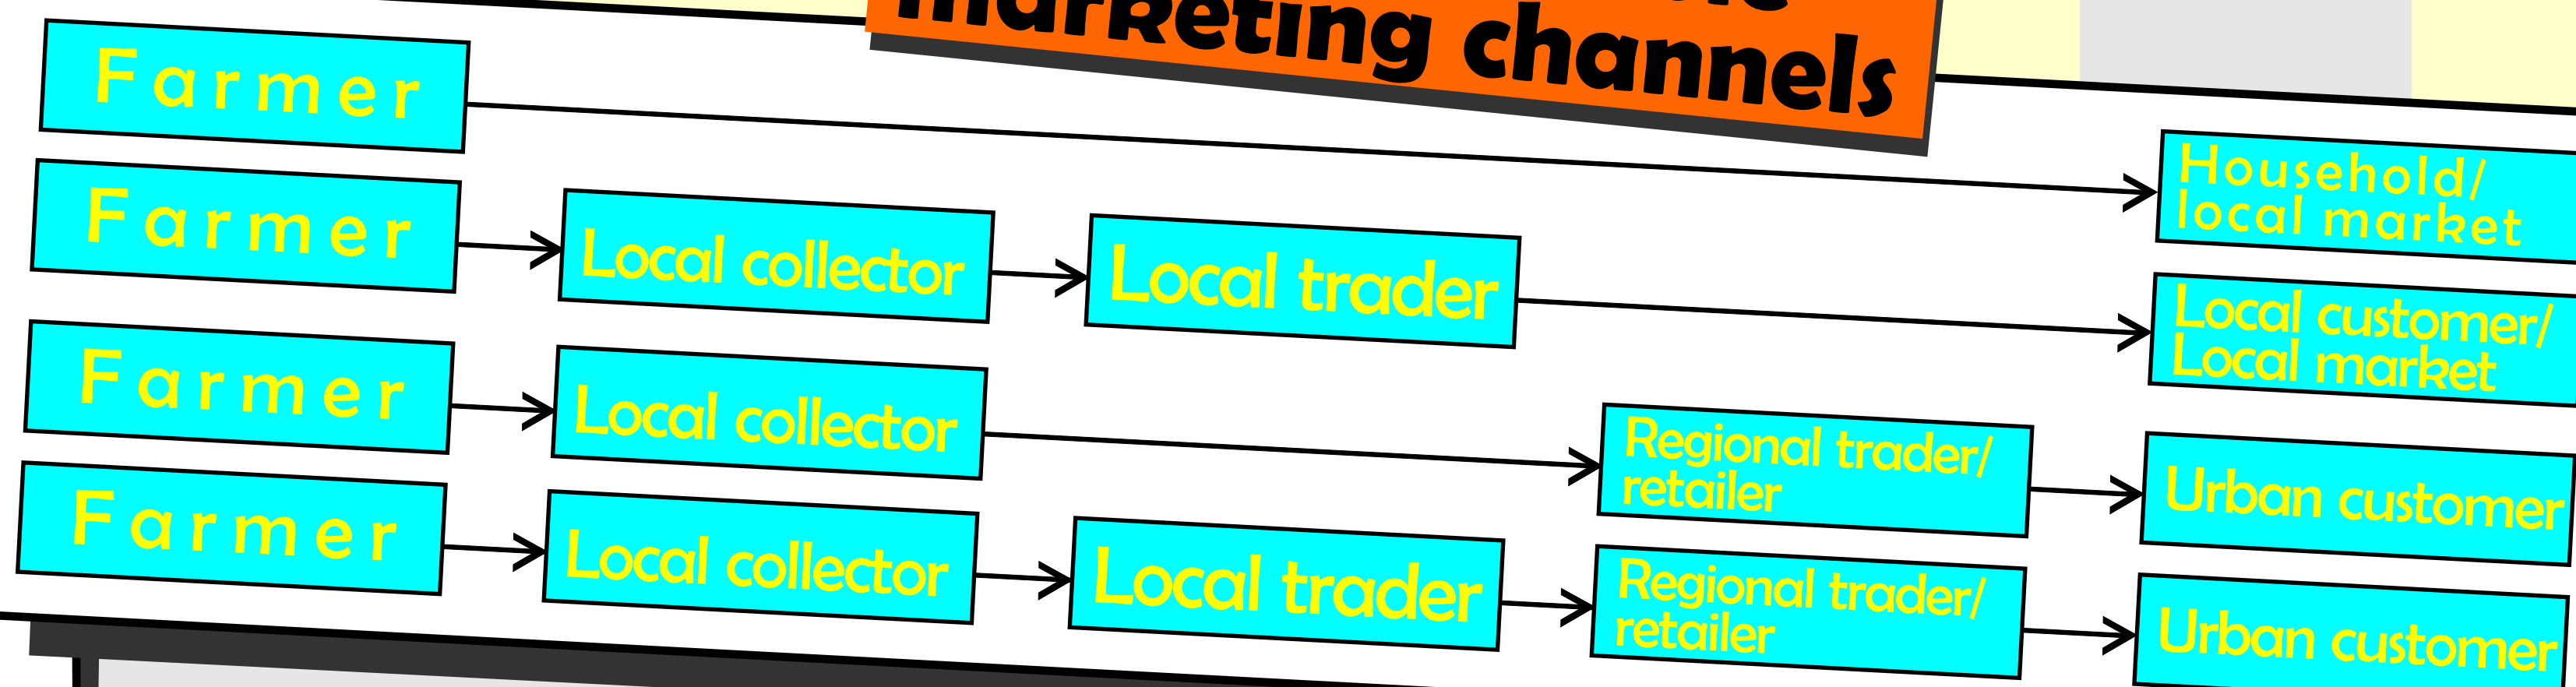 marketing channels
Farmer
Household/
local market
Farmer
Local collector
Local trader
Local customer/
Local market
Farmer
Local collector
Regional trader/
retailer
Urban customer
Farmer
Local collector
Local trader
Regional trader/
retailer
Urban customer